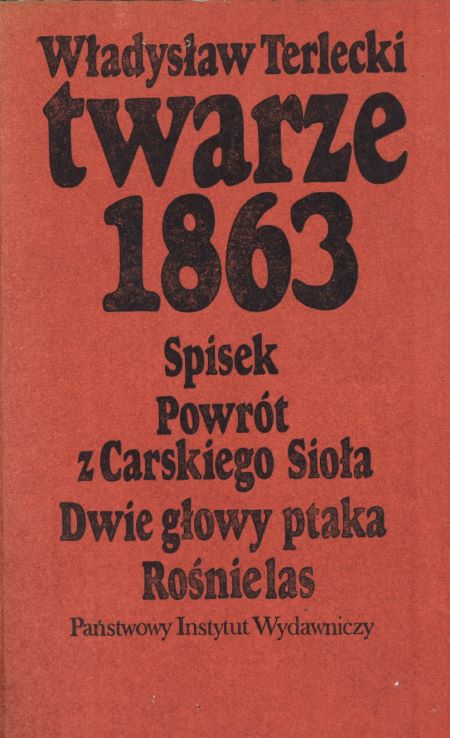 Władysław Terlecki
twarze
1863
Spisek
Powrót
z Carskiego Sioła
Dwie głowy ptaka
Rośnie las
Państwowy Instytut Wydawniczy